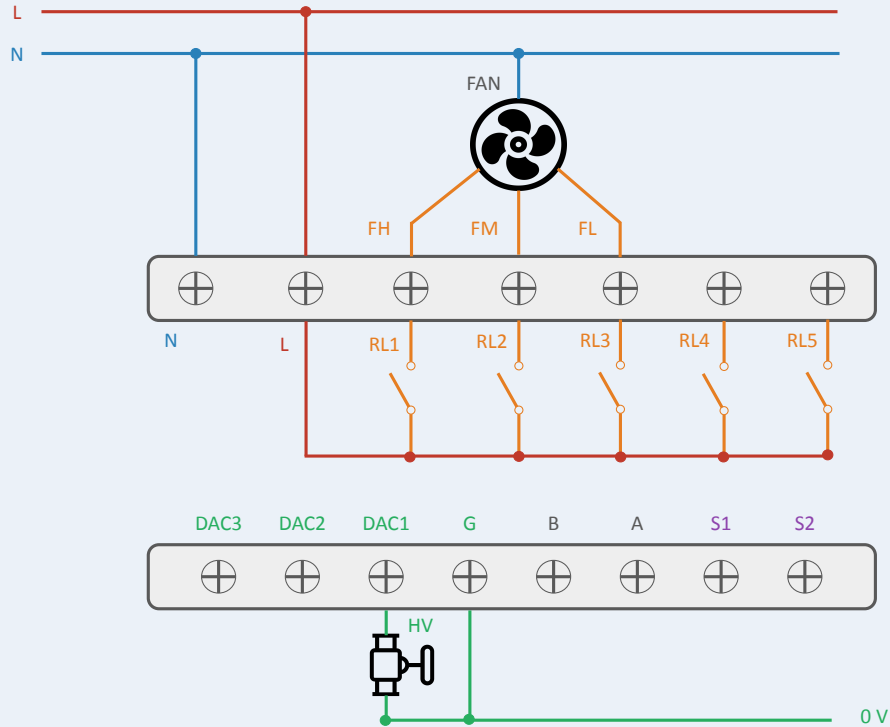 L
N
FAN
FH FM FL
N L RL1 RL2 RL3 RL4 RL5
DAC3 DAC2 DAC1 G B A S1 S2
HV
0 V